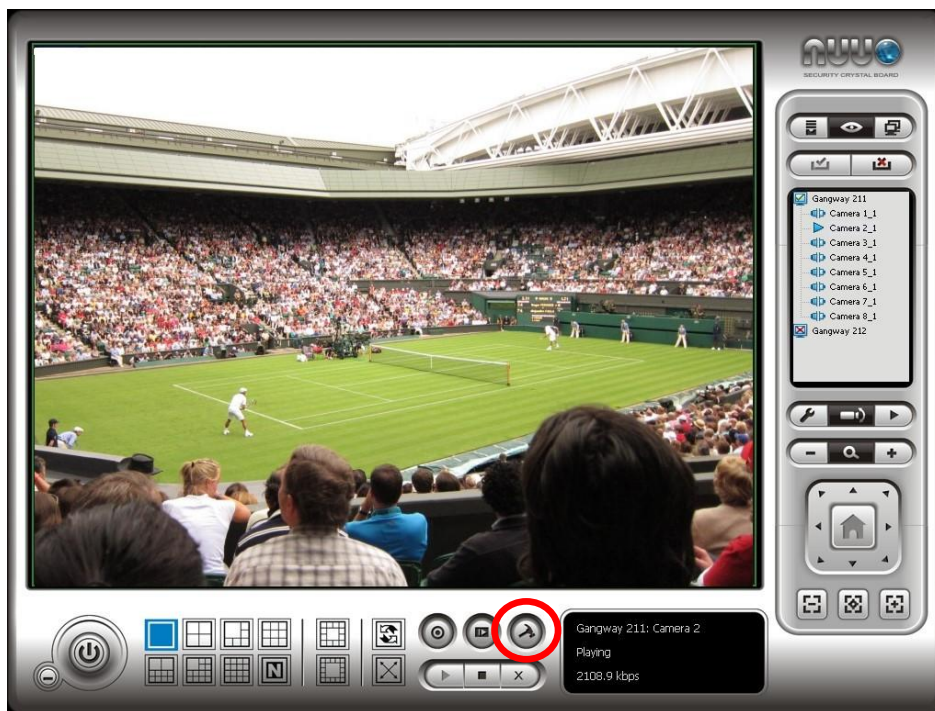 NUUO
SECURITY CRYSTAL BOARD
Gangway 211
Camera 1_1
Camera 2_1
Camera 3_1
Camera 4_1
Camera 5_1
Camera 6_1
Camera 7_1
Camera 8_1
Gangway 212
N
Gangway 211: Camera 2
Playing
2108.9 kbps